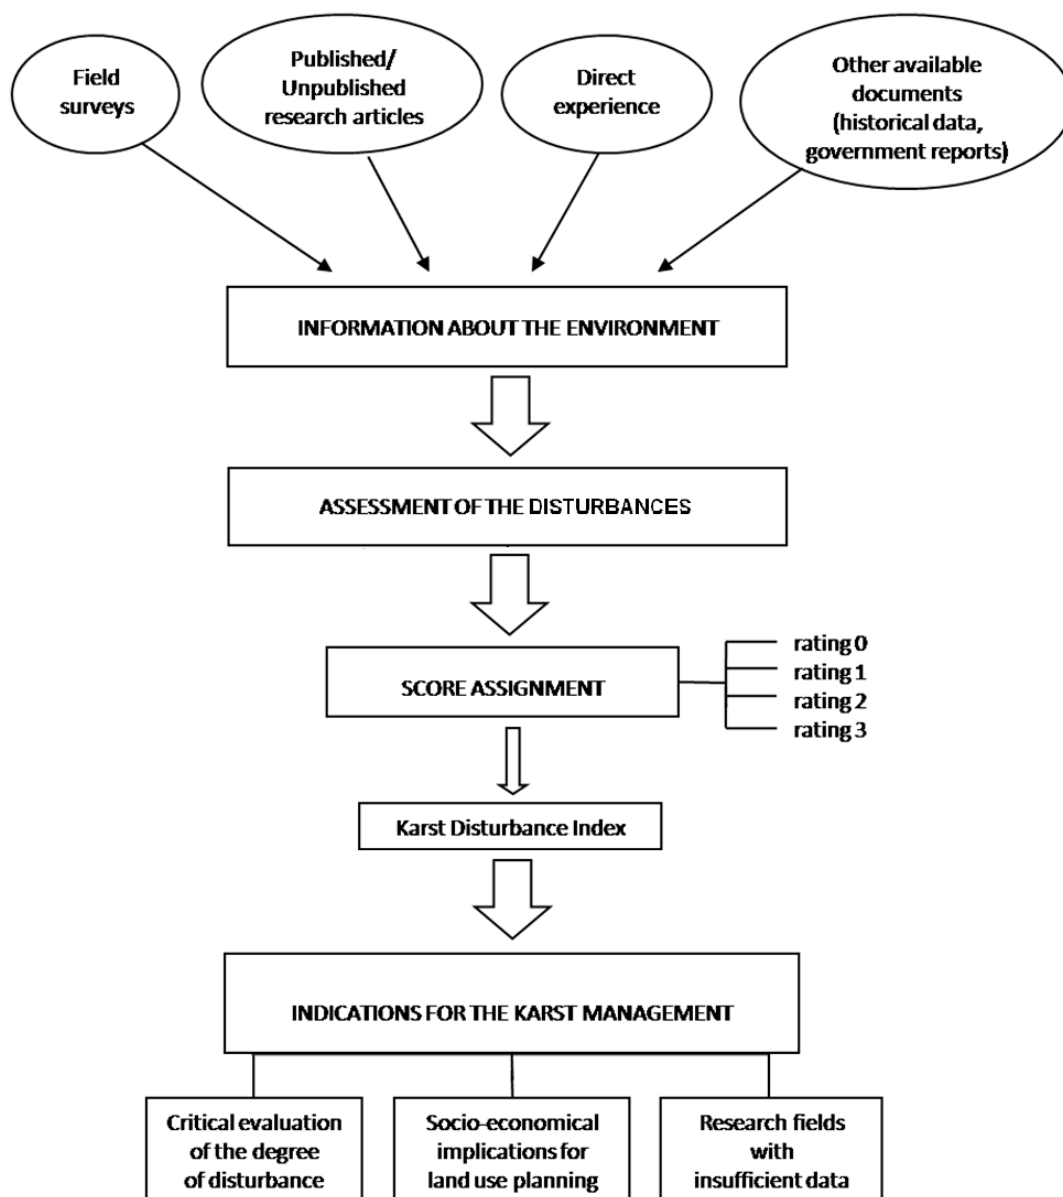 Field
surveys
Published/
Unpublished
research articles
Direct
experience
Other available
documents
(historical data,
government reports)
INFORMATION ABOUT THE ENVIRONMENT
ASSESSMENT OF THE DISTURBANCES
SCORE ASSIGNMENT
rating 0
rating 1
rating 2
rating 3
Karst Disturbance Index
INDICATIONS FOR THE KARST MANAGEMENT
Critical evaluation
of the degree
of disturbance
Socio-economical
implications for
land use planning
Research fields
with
insufficient data